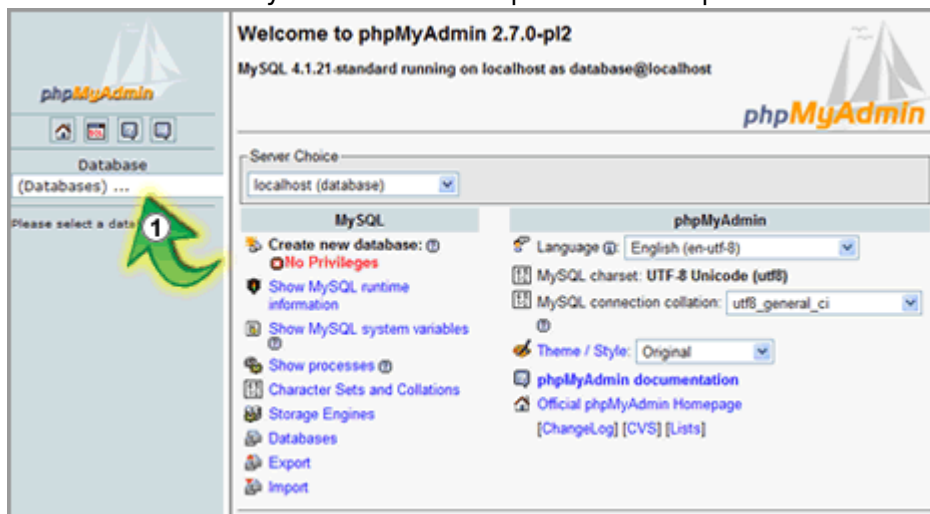 phpMyAdmin
Database
(Databases) ...
Please select a data
1
Welcome to phpMyAdmin 2.7.0-pl2
MySQL 4.1.21-standard running on localhost as database@localhost
phpMyAdmin
Server Choice
localhost (database)
MySQL
Create new database:
No Privileges
Show MySQL runtime
information
Show MySQL system variables
Show processes
Character Sets and Collations
Storage Engines
Databases
Export
Import
phpMyAdmin
Language : English (en-utf-8)
MySQL charset: UTF-8 Unicode (utf8)
MySQL connection collation: utf8_general_ci
Theme / Style: Original
phpMyAdmin documentation
Official phpMyAdmin Homepage
[ChangeLog] [CVS] [Lists]